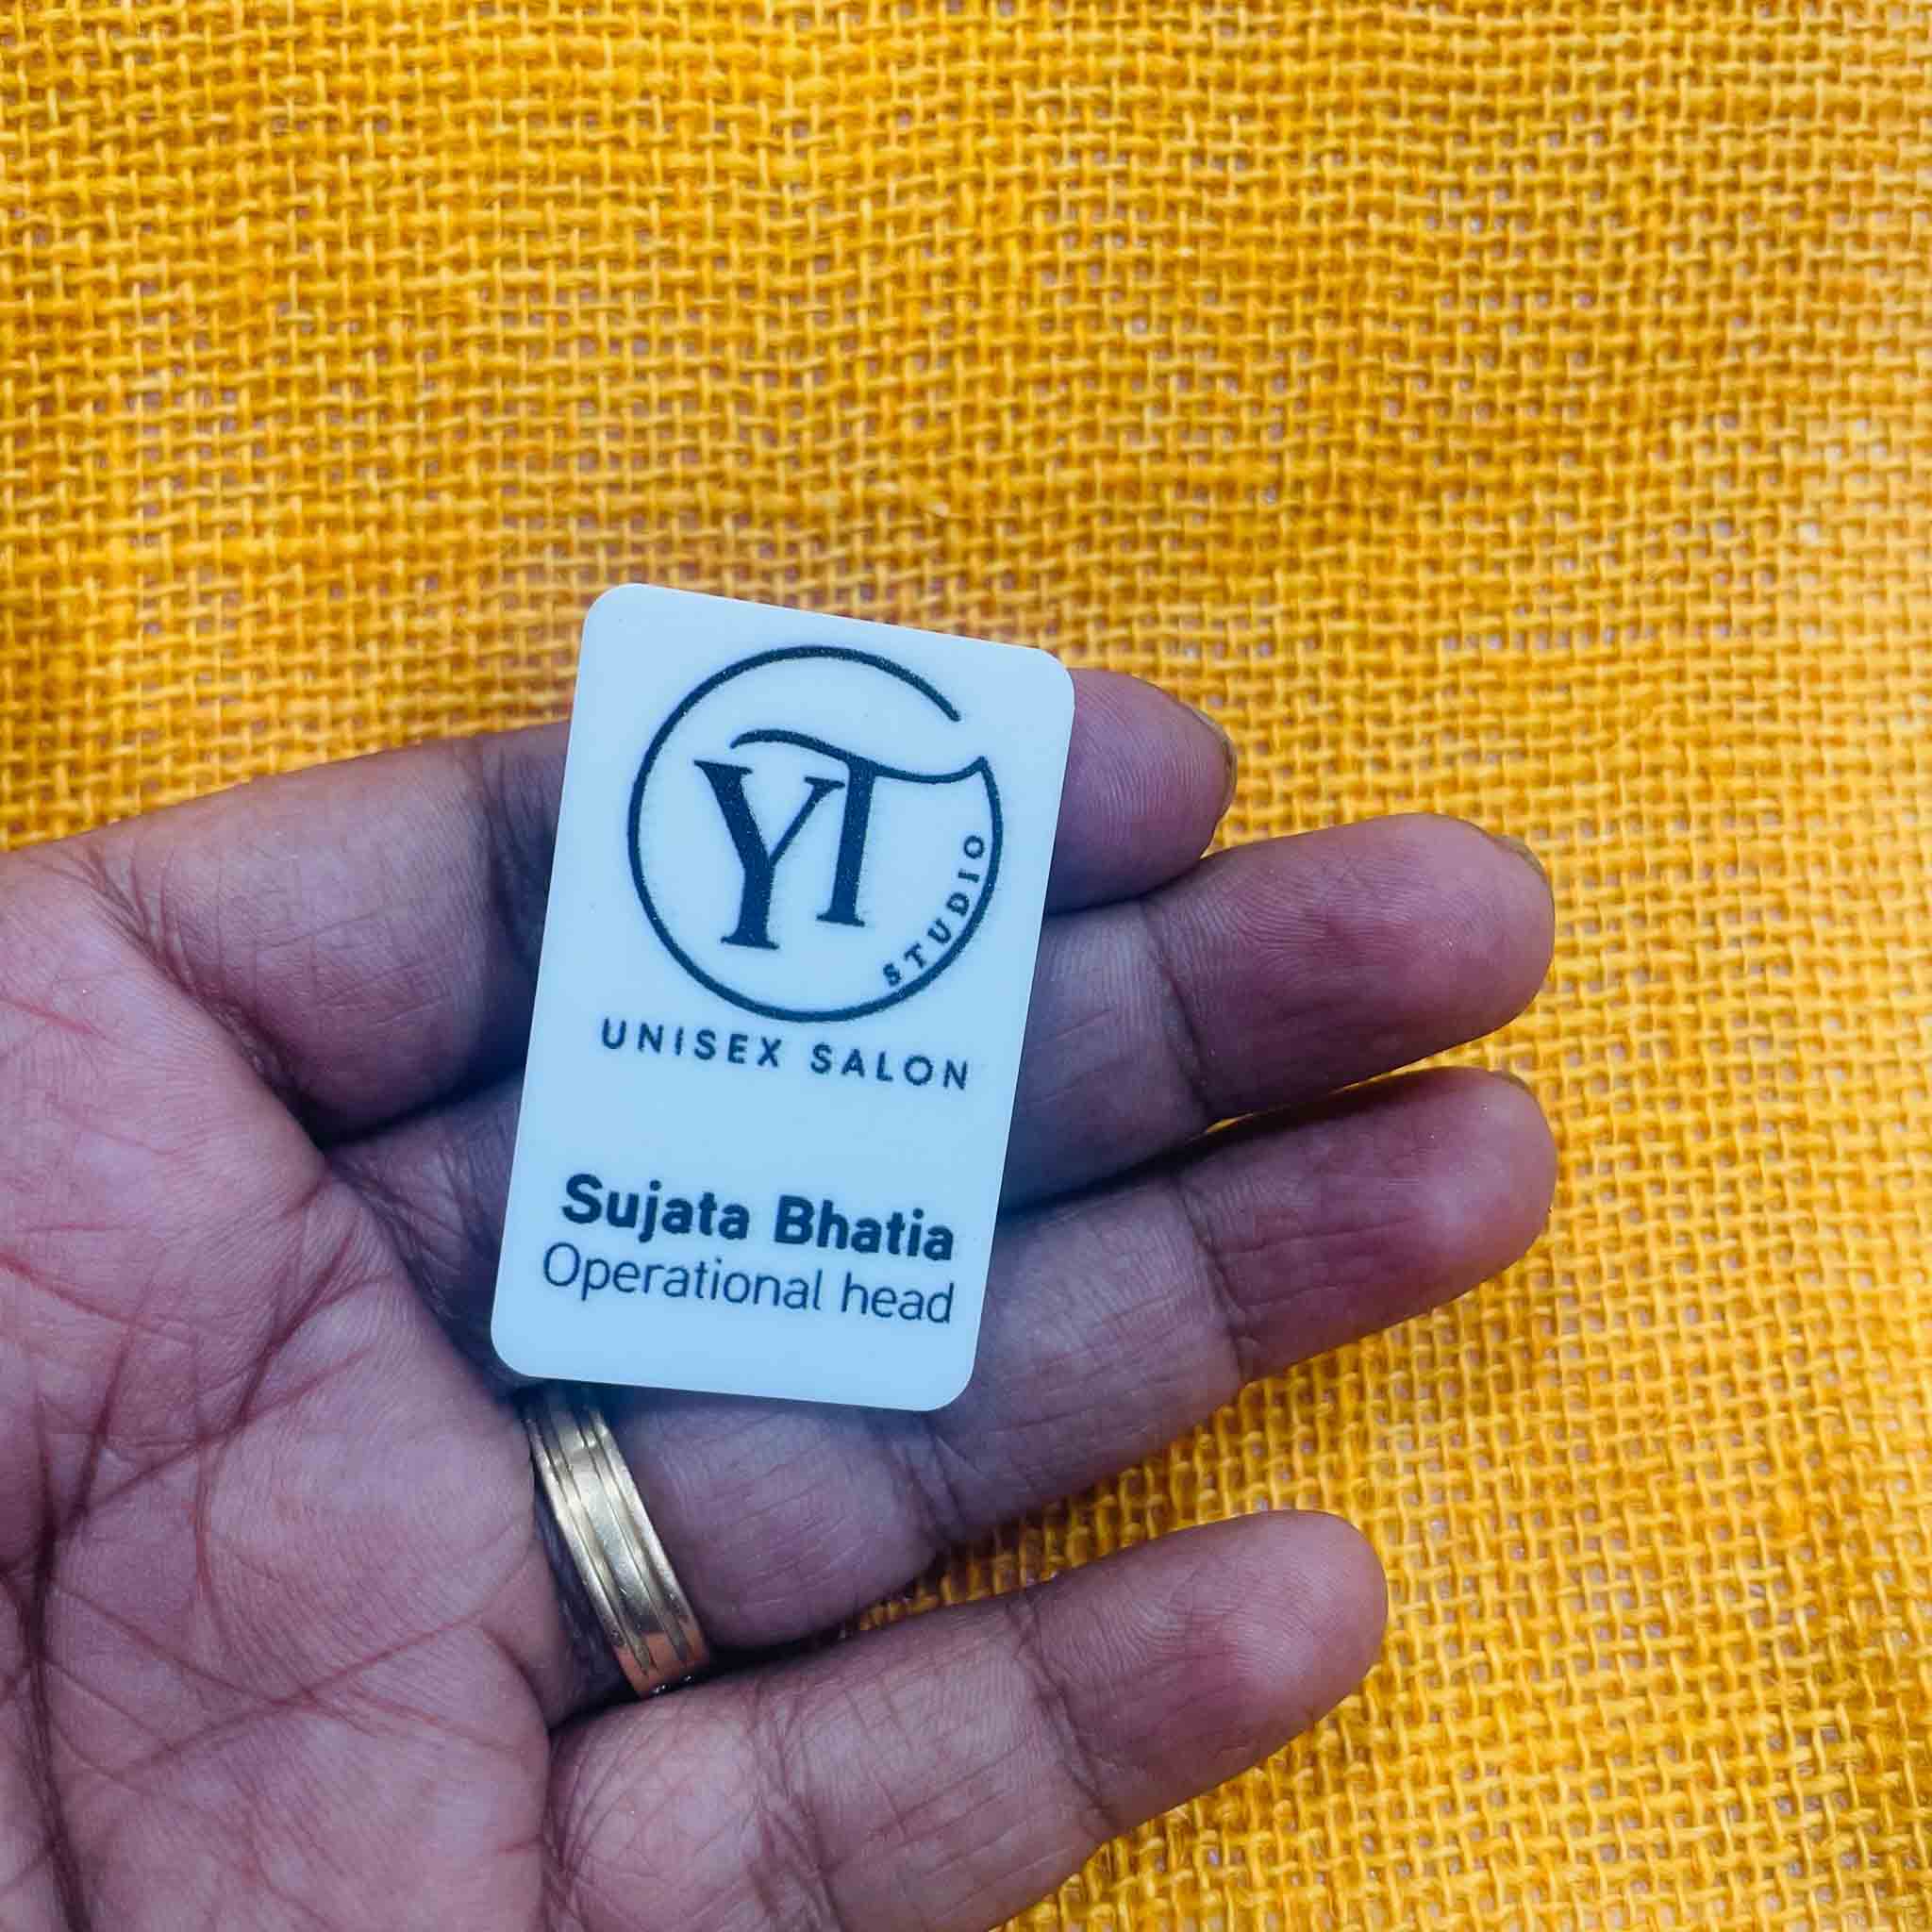 YT
STUDIO
UNISEX SALON
Sujata Bhatia
Operational head